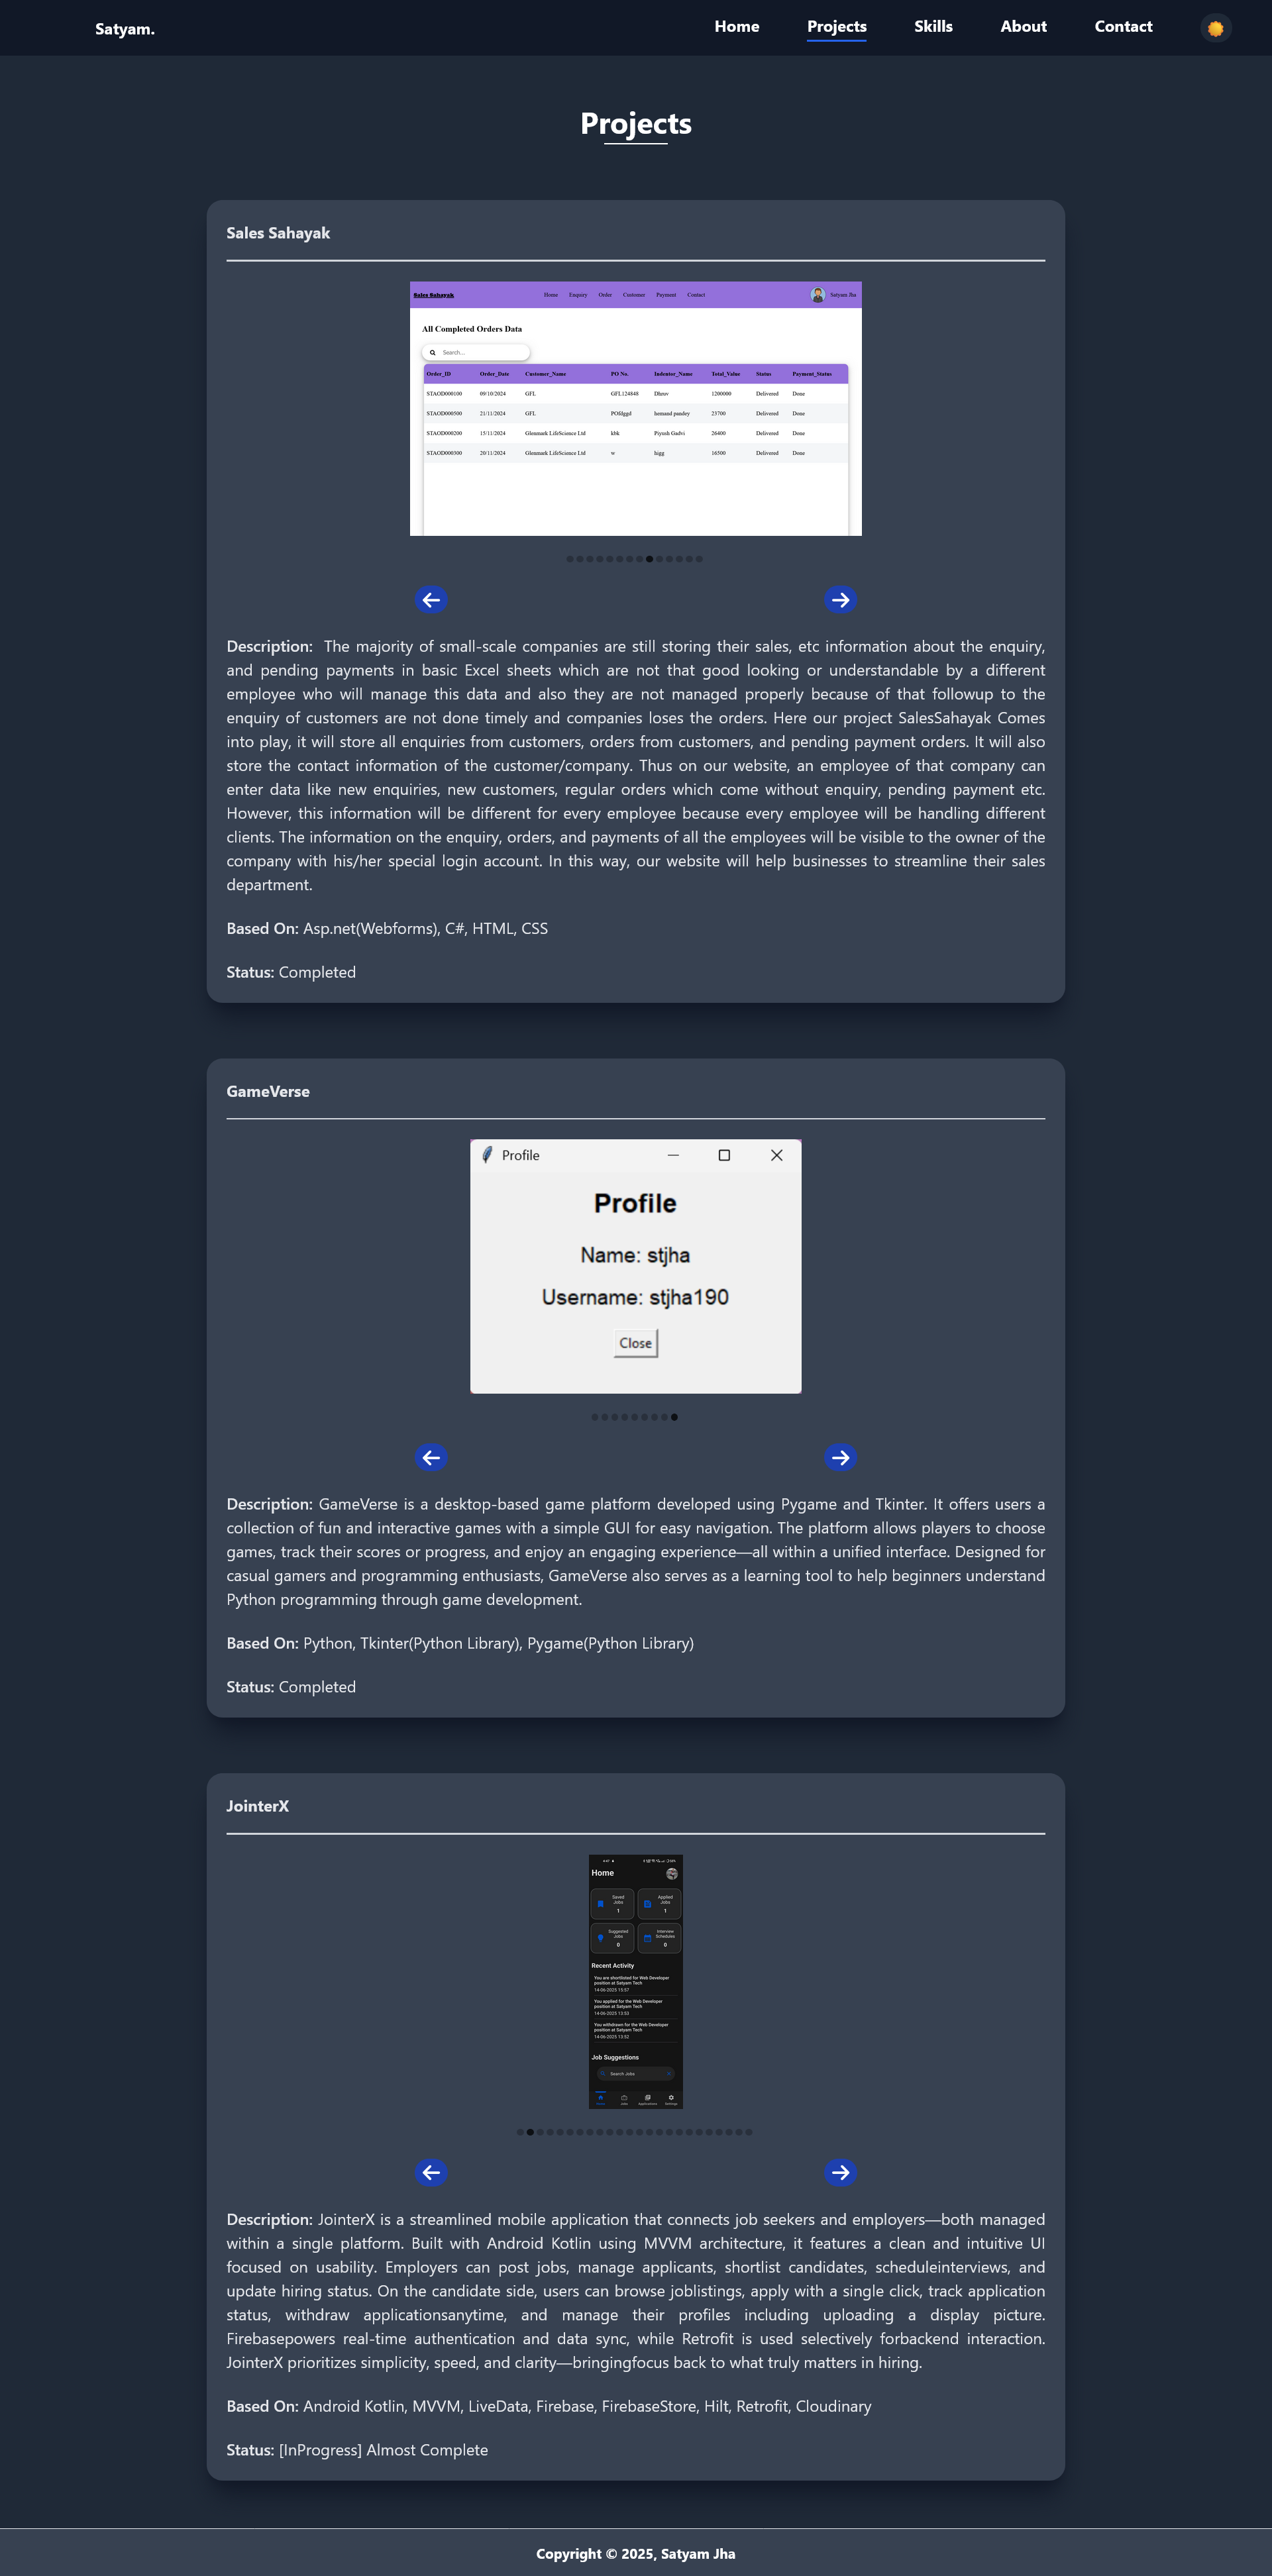 Satyam.
Home Projects Skills About Contact
Projects
Sales Sahayak
Sales Sahayak Home Enquiry Order Customer Payment Contact Satyam Jha
All Completed Orders Data
Search...
Order_ID Order_Date Customer_Name PO No. Indentor_Name Total_Value Status Payment_Status
STAOD000100 09/10/2024 GFL GFL124848 Dhruv 1200000 Delivered Done
STAOD000500 21/11/2024 GFL POfdggd hemand pandey 23700 Delivered Done
STAOD000200 15/11/2024 Glenmark LifeScience Ltd kbk Piyush Gadvi 26400 Delivered Done
STAOD000300 20/11/2024 Glenmark LifeScience Ltd w higg 16500 Delivered Done
Description: The majority of small-scale companies are still storing their sales, etc information about the enquiry,
and pending payments in basic Excel sheets which are not that good looking or understandable by a different
employee who will manage this data and also they are not managed properly because of that followup to the
enquiry of customers are not done timely and companies loses the orders. Here our project SalesSahayak Comes
into play, it will store all enquiries from customers, orders from customers, and pending payment orders. It will also
store the contact information of the customer/company. Thus on our website, an employee of that company can
enter data like new enquiries, new customers, regular orders which come without enquiry, pending payment etc.
However, this information will be different for every employee because every employee will be handling different
clients. The information on the enquiry, orders, and payments of all the employees will be visible to the owner of the
company with his/her special login account. In this way, our website will help businesses to streamline their sales
department.
Based On: Asp.net(Webforms), C#, HTML, CSS
Status: Completed
GameVerse
Profile
Profile
Name: stjha
Username: stjha190
Close
Description: GameVerse is a desktop-based game platform developed using Pygame and Tkinter. It offers users a
collection of fun and interactive games with a simple GUI for easy navigation. The platform allows players to choose
games, track their scores or progress, and enjoy an engaging experience—all within a unified interface. Designed for
casual gamers and programming enthusiasts, GameVerse also serves as a learning tool to help beginners understand
Python programming through game development.
Based On: Python, Tkinter(Python Library), Pygame(Python Library)
Status: Completed
JointerX
Home
Saved Applied
Jobs Jobs
1 1
Suggested Interview
Jobs Schedules
0 0
Recent Activity
You are shortlisted for Web Developer
position at Satyam Tech
14-06-2025 15:57
You applied for the Web Developer
position at Satyam Tech
14-06-2025 13:53
You withdrawn for the Web Developer
position at Satyam Tech
14-06-2025 13:52
Job Suggestions
Search Jobs
Home Jobs Applications Settings
Description: JointerX is a streamlined mobile application that connects job seekers and employers—both managed
within a single platform. Built with Android Kotlin using MVVM architecture, it features a clean and intuitive UI
focused on usability. Employers can post jobs, manage applicants, shortlist candidates, scheduleinterviews, and
update hiring status. On the candidate side, users can browse joblistings, apply with a single click, track application
status, withdraw applicationsanytime, and manage their profiles including uploading a display picture.
Firebasepowers real-time authentication and data sync, while Retrofit is used selectively forbackend interaction.
JointerX prioritizes simplicity, speed, and clarity—bringingfocus back to what truly matters in hiring.
Based On: Android Kotlin, MVVM, LiveData, Firebase, FirebaseStore, Hilt, Retrofit, Cloudinary
Status: [InProgress] Almost Complete
Copyright © 2025, Satyam Jha